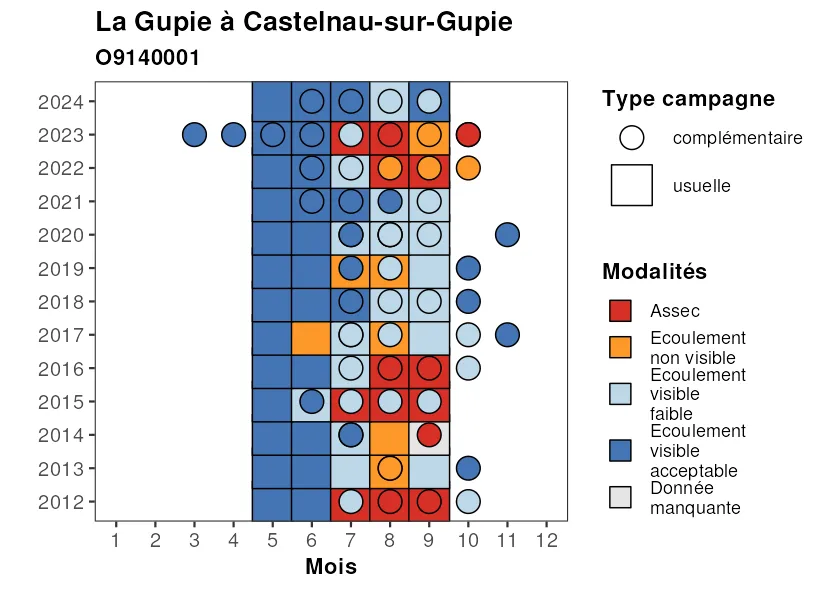 La Gupie à Castelnau-sur-Gupie
O9140001
2024
2023
2022
2021
2020
2019
2018
2017
2016
2015
2014
2013
2012
1 2 3 4 5 6 7 8 9 10 11 12
Mois
Type campagne
complémentaire
usuelle
Modalités
Assec
Ecoulement
non visible
Ecoulement
visible
faible
Ecoulement
visible
acceptable
Donnée
manquante